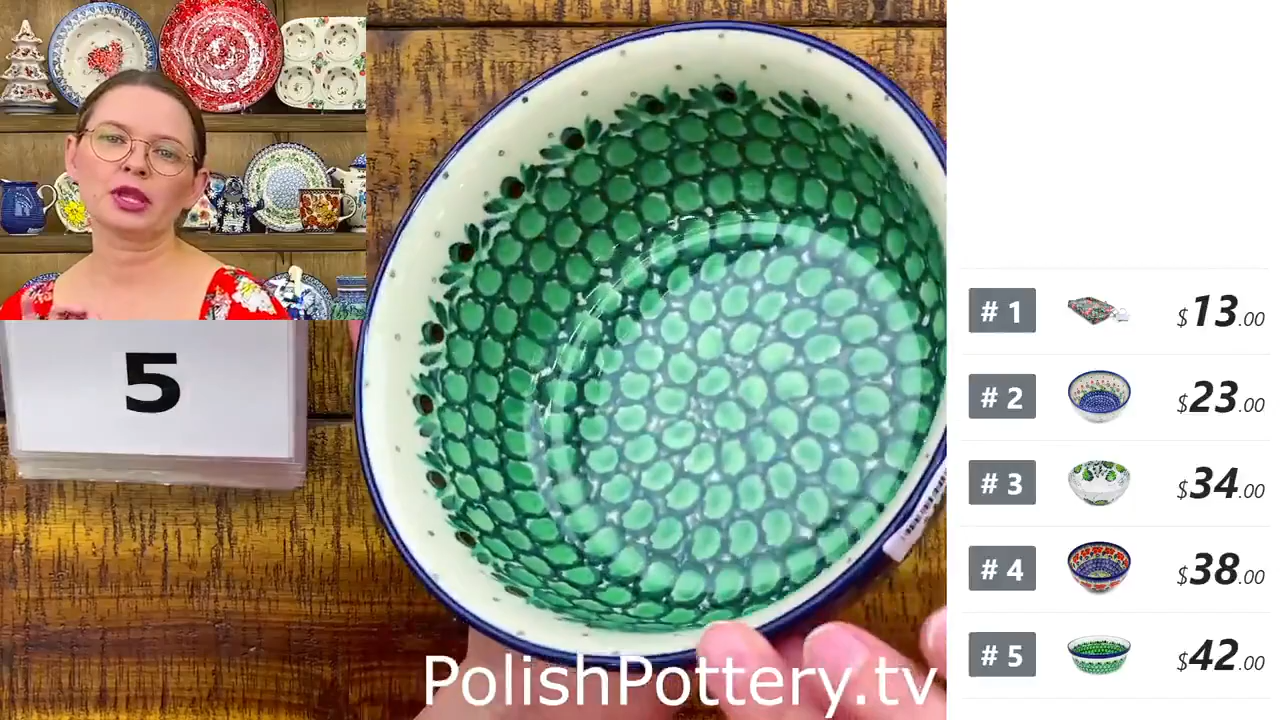 5
PolishPottery.tv
# 1 $13.00
# 2 $23.00
# 3 $34.00
# 4 $38.00
# 5 $42.00